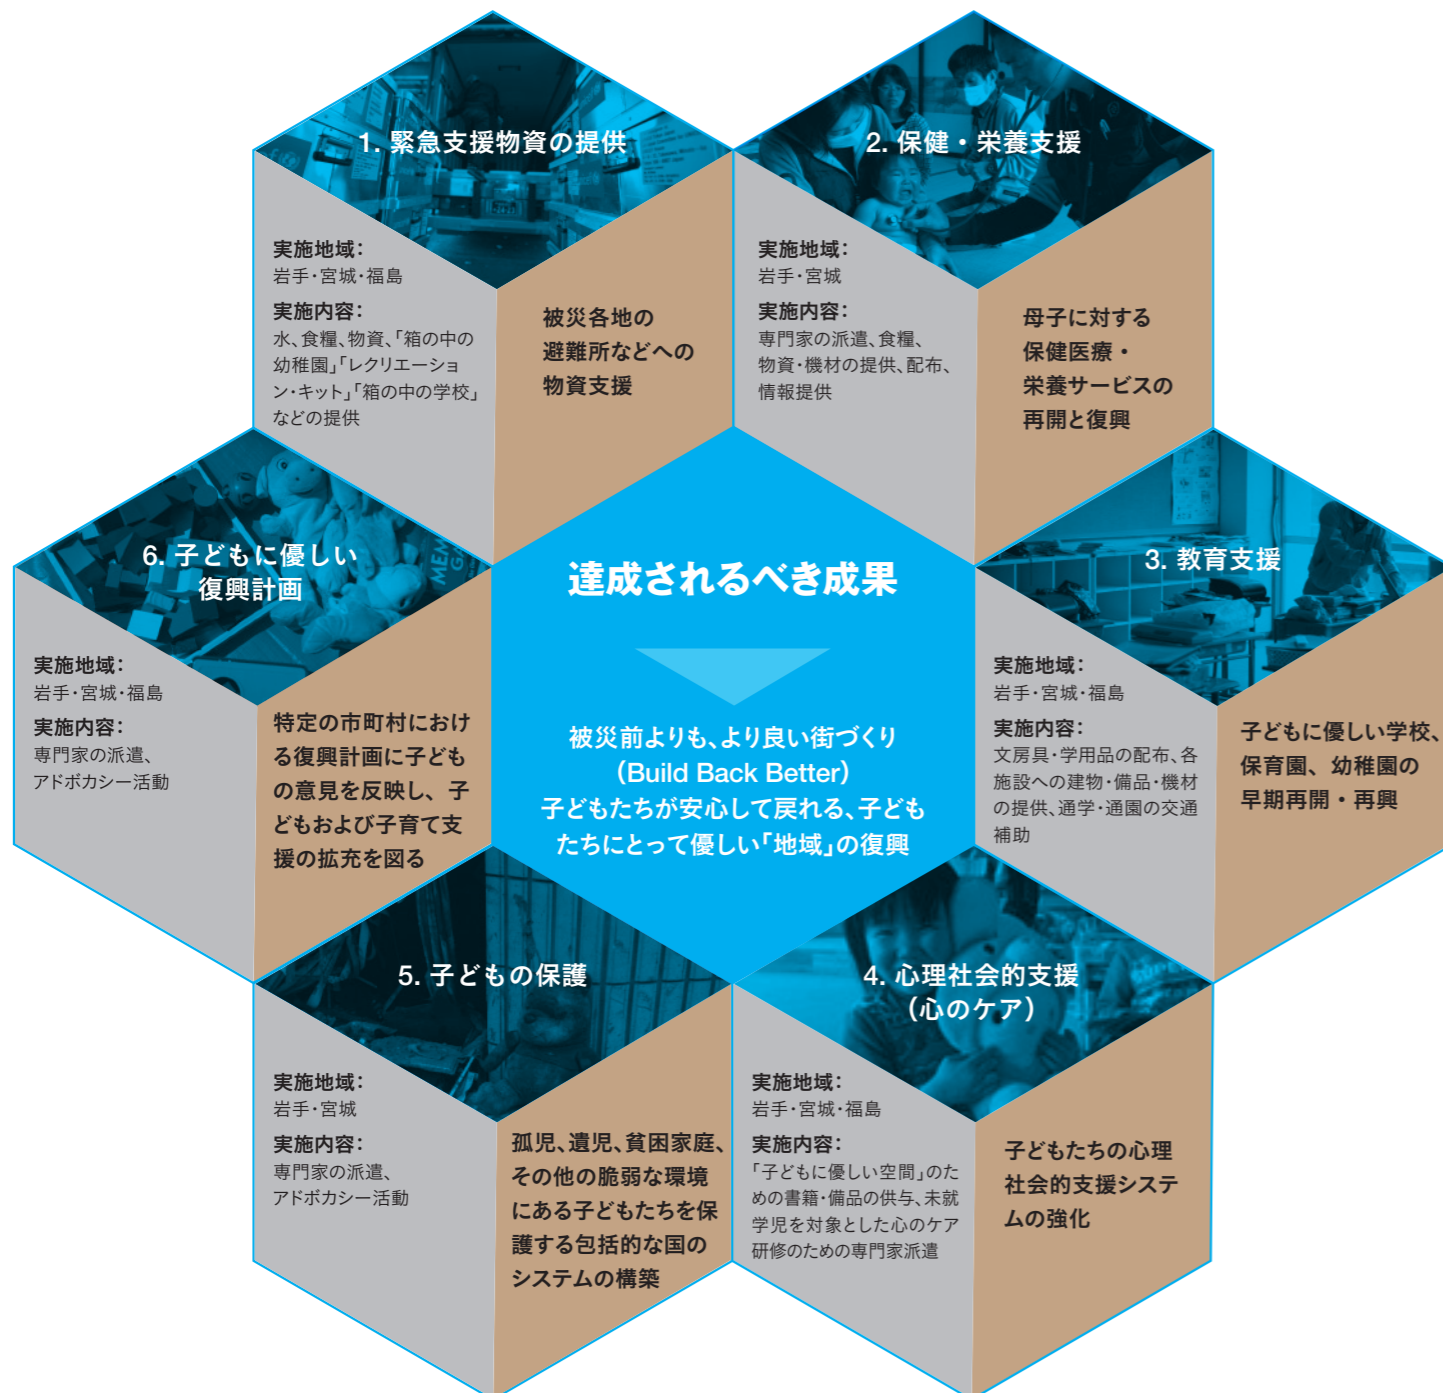 1. 緊急支援物資の提供
実施地域：
岩手・宮城・福島
実施内容：
水、食糧、物資、「箱の中の
幼稚園」「レクリエーショ
ン・キット」「箱の中の学校」
などの提供
被災各地の
避難所などへの
物資支援
2. 保健・栄養支援
実施地域：
岩手・宮城
実施内容：
専門家の派遣、食糧、
物資・機材の提供、配布、
情報提供
母子に対する
保健医療・
栄養サービスの
再開と復興
6. 子どもに優しい
復興計画
実施地域：
岩手・宮城・福島
実施内容：
専門家の派遣、
アドボカシー活動
特定の市町村におけ
る復興計画に子ども
の意見を反映し、子
どもおよび子育て支
援の拡充を図る
達成されるべき成果
被災前よりも、より良い街づくり
（Build Back Better）
子どもたちが安心して戻れる、子ども
たちにとって優しい「地域」の復興
3. 教育支援
実施地域：
岩手・宮城・福島
実施内容：
文房具・学用品の配布、各
施設への建物・備品・機材
の提供、通学・通園の交通
補助
子どもに優しい学校、
保育園、幼稚園の
早期再開・再興
5. 子どもの保護
実施地域：
岩手・宮城
実施内容：
専門家の派遣、
アドボカシー活動
孤児、遺児、貧困家庭、
その他の脆弱な環境
にある子どもたちを保
護する包括的な国の
システムの構築
4. 心理社会的支援
（心のケア）
実施地域：
岩手・宮城・福島
実施内容：
「子どもに優しい空間」のた
めの書籍・備品の供与、未就
学児を対象とした心のケア
研修のための専門家派遣
子どもたちの心理
社会的支援システ
ムの強化